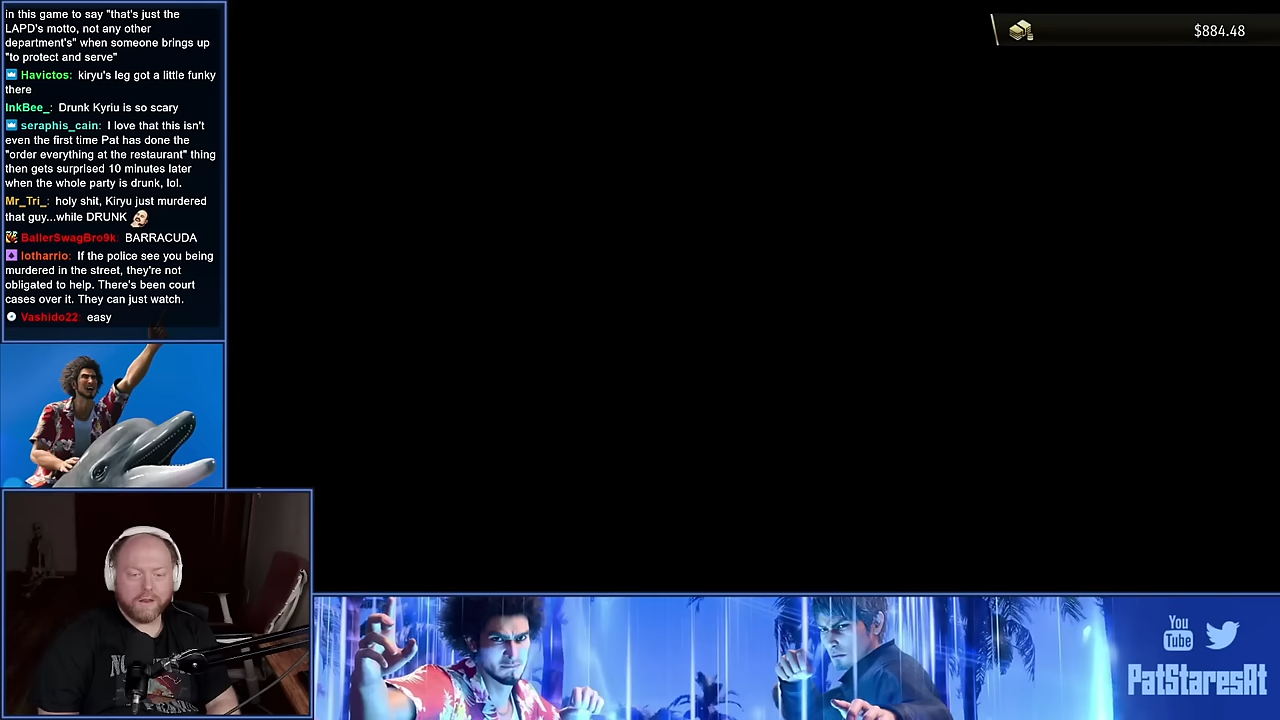 in this game to say "that's just the
LAPD's motto, not any other
department's" when someone brings up
"to protect and serve"
Havictos: kiryu's leg got a little funky
there
InkBee_: Drunk Kyriu is so scary
seraphis_cain: I love that this isn't
even the first time Pat has done the
"order everything at the restaurant" thing
then gets surprised 10 minutes later
when the whole party is drunk, lol.
Mr_Tri_: holy shit, Kiryu just murdered
that guy...while DRUNK
BallerSwagBro9k: BARRACUDA
lotharrio: If the police see you being
murdered in the street, they're not
obligated to help. There's been court
cases over it. They can just watch.
Vashido22: easy
$884.48
You
Tube
PatStaresAt